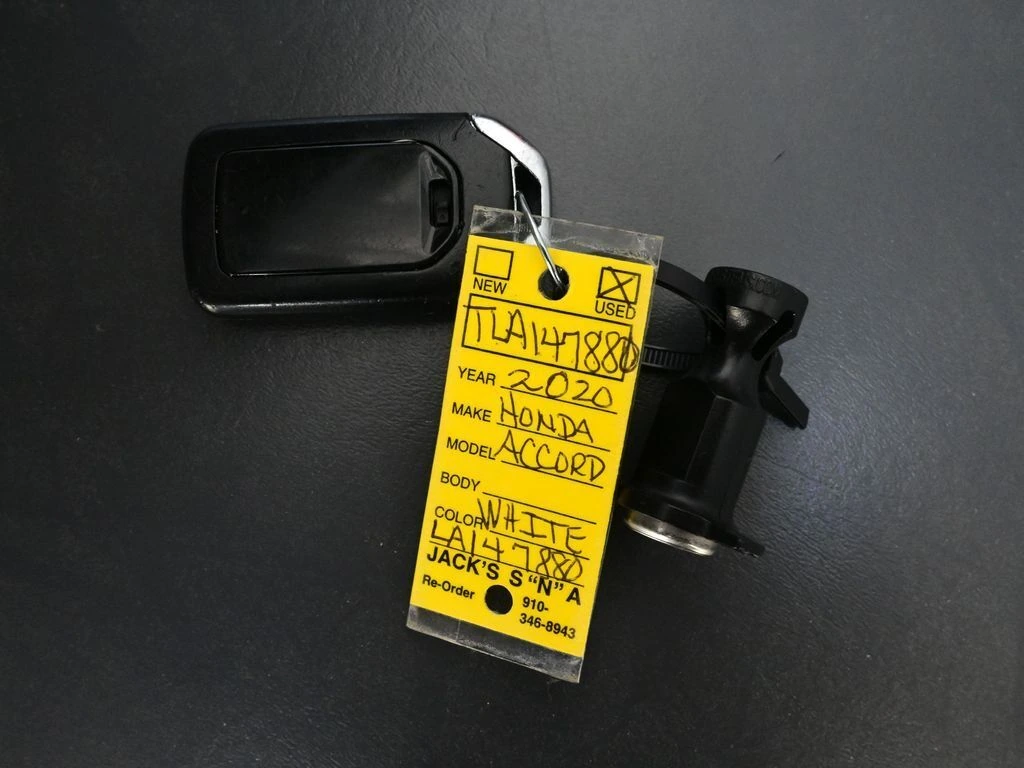 NEW USED
TLA147880
YEAR 2020
MAKE HONDA
MODEL ACCORD
BODY
COLOR WHITE
LA147880
JACK'S S "N" A
Re-Order 910-
346-8943